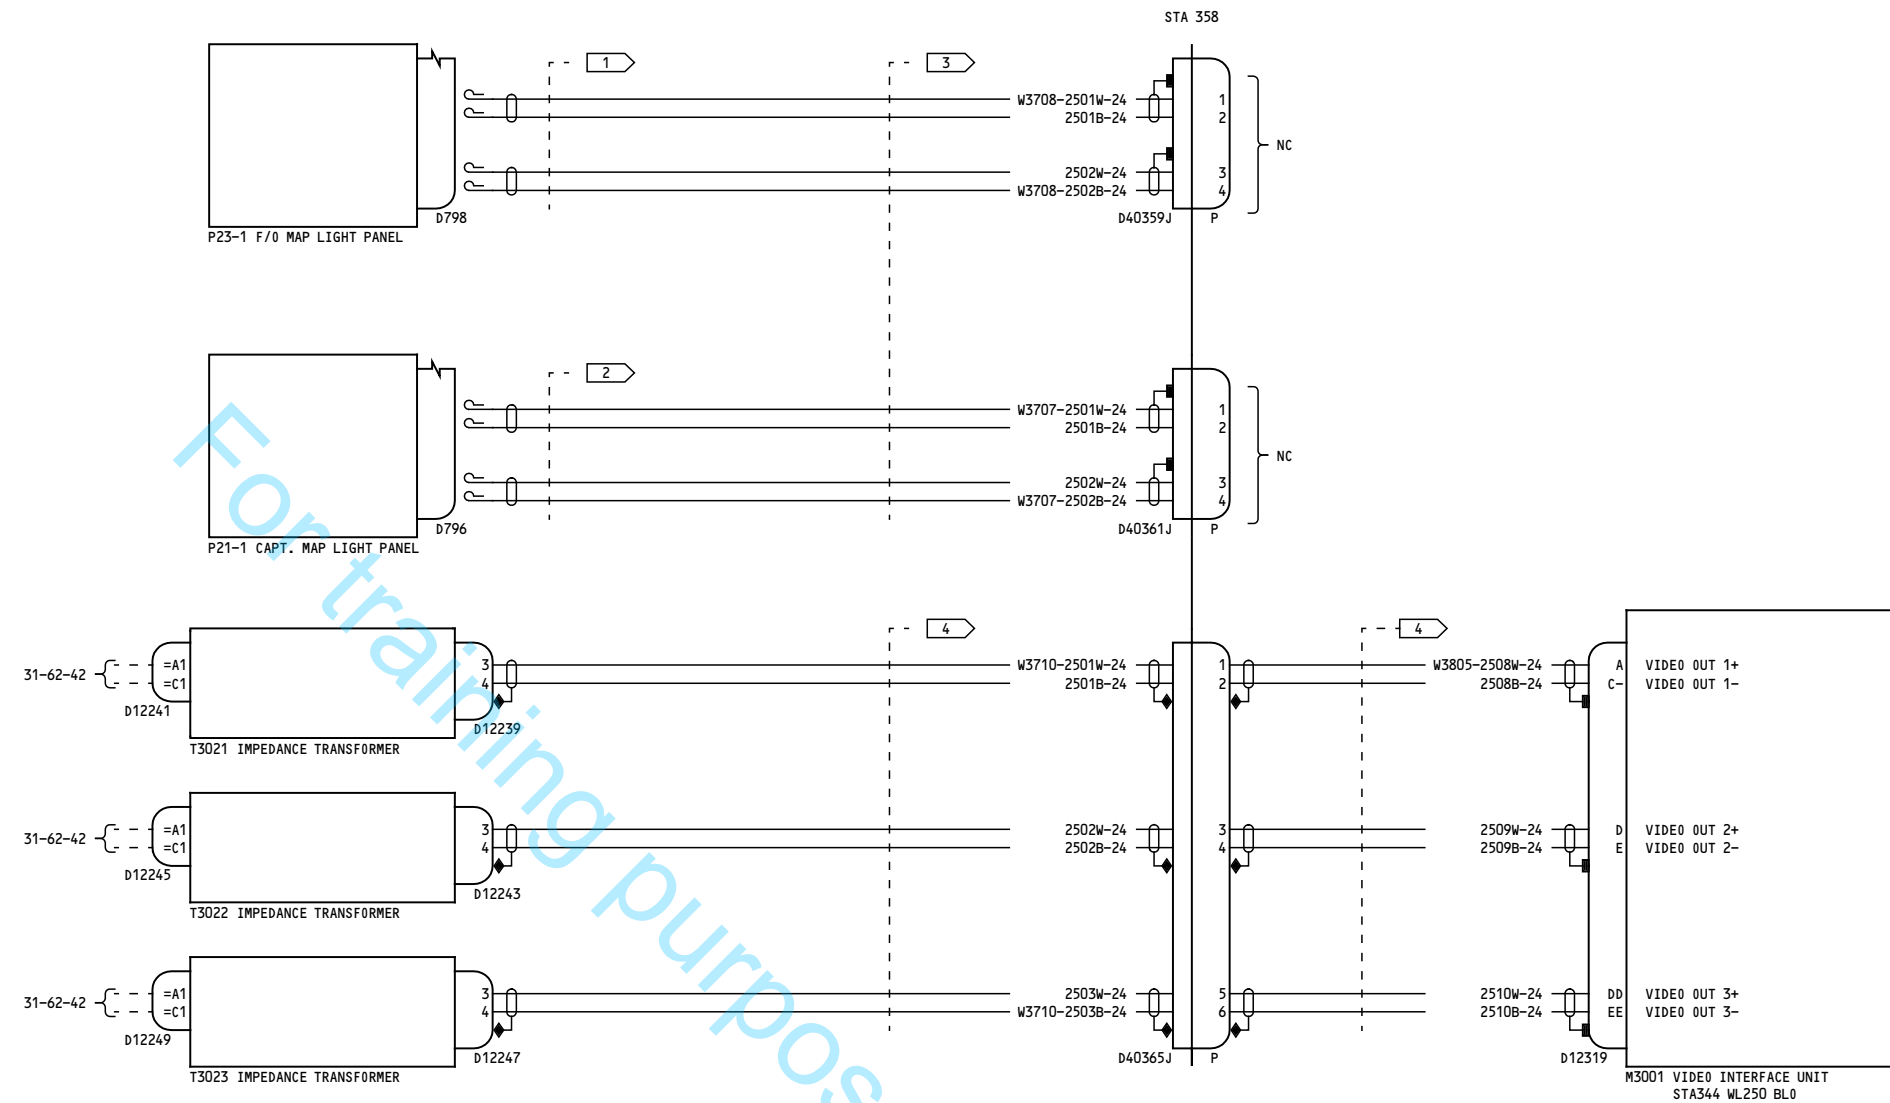 STA 358
1
3
W3708-2501W-24
1
2501B-24
2
NC
2502W-24
3
W3708-2502B-24
4
D798
D40359J
P
P23-1 F/O MAP LIGHT PANEL
2
W3707-2501W-24
1
2501B-24
2
NC
2502W-24
3
W3707-2502B-24
4
D796
D40361J
P
P21-1 CAPT. MAP LIGHT PANEL
For training purpos
4
4
31-62-42
=A1
3
W3710-2501W-24
1
W3805-2508W-24
A
VIDEO OUT 1+
=C1
4
2501B-24
2
2508B-24
C-
VIDEO OUT 1-
D12241
D12239
T3021 IMPEDANCE TRANSFORMER
31-62-42
=A1
3
2502W-24
3
2509W-24
D
VIDEO OUT 2+
=C1
4
2502B-24
4
2509B-24
E
VIDEO OUT 2-
D12245
D12243
T3022 IMPEDANCE TRANSFORMER
31-62-42
=A1
3
2503W-24
5
2510W-24
DD
VIDEO OUT 3+
=C1
4
W3710-2503B-24
6
2510B-24
EE
VIDEO OUT 3-
D12249
D12247
D40365J
P
D12319
T3023 IMPEDANCE TRANSFORMER
M3001 VIDEO INTERFACE UNIT
STA344 WL250 BL0